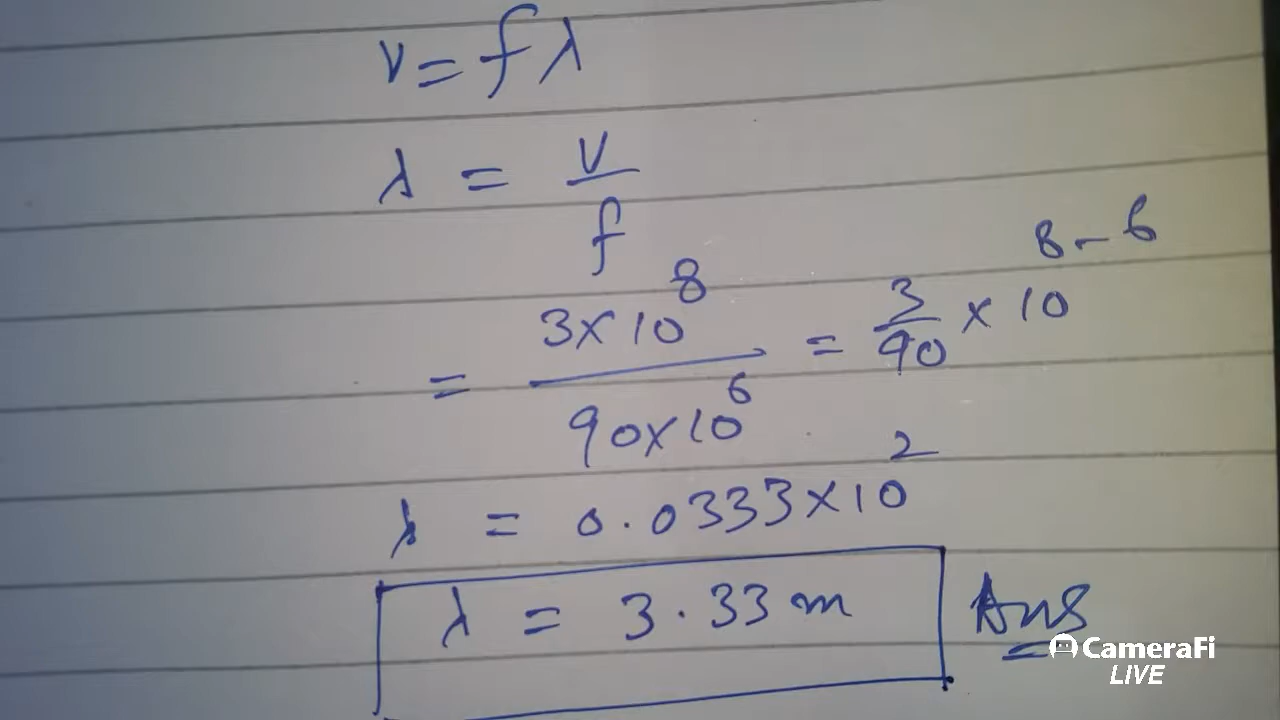 v = fλ
λ = v/f
= 3×10^8 / 90×10^6 = 3/90 × 10^8-6
λ = 0.0333×10^2
λ = 3.33 m Ans
CameraFi
LIVE